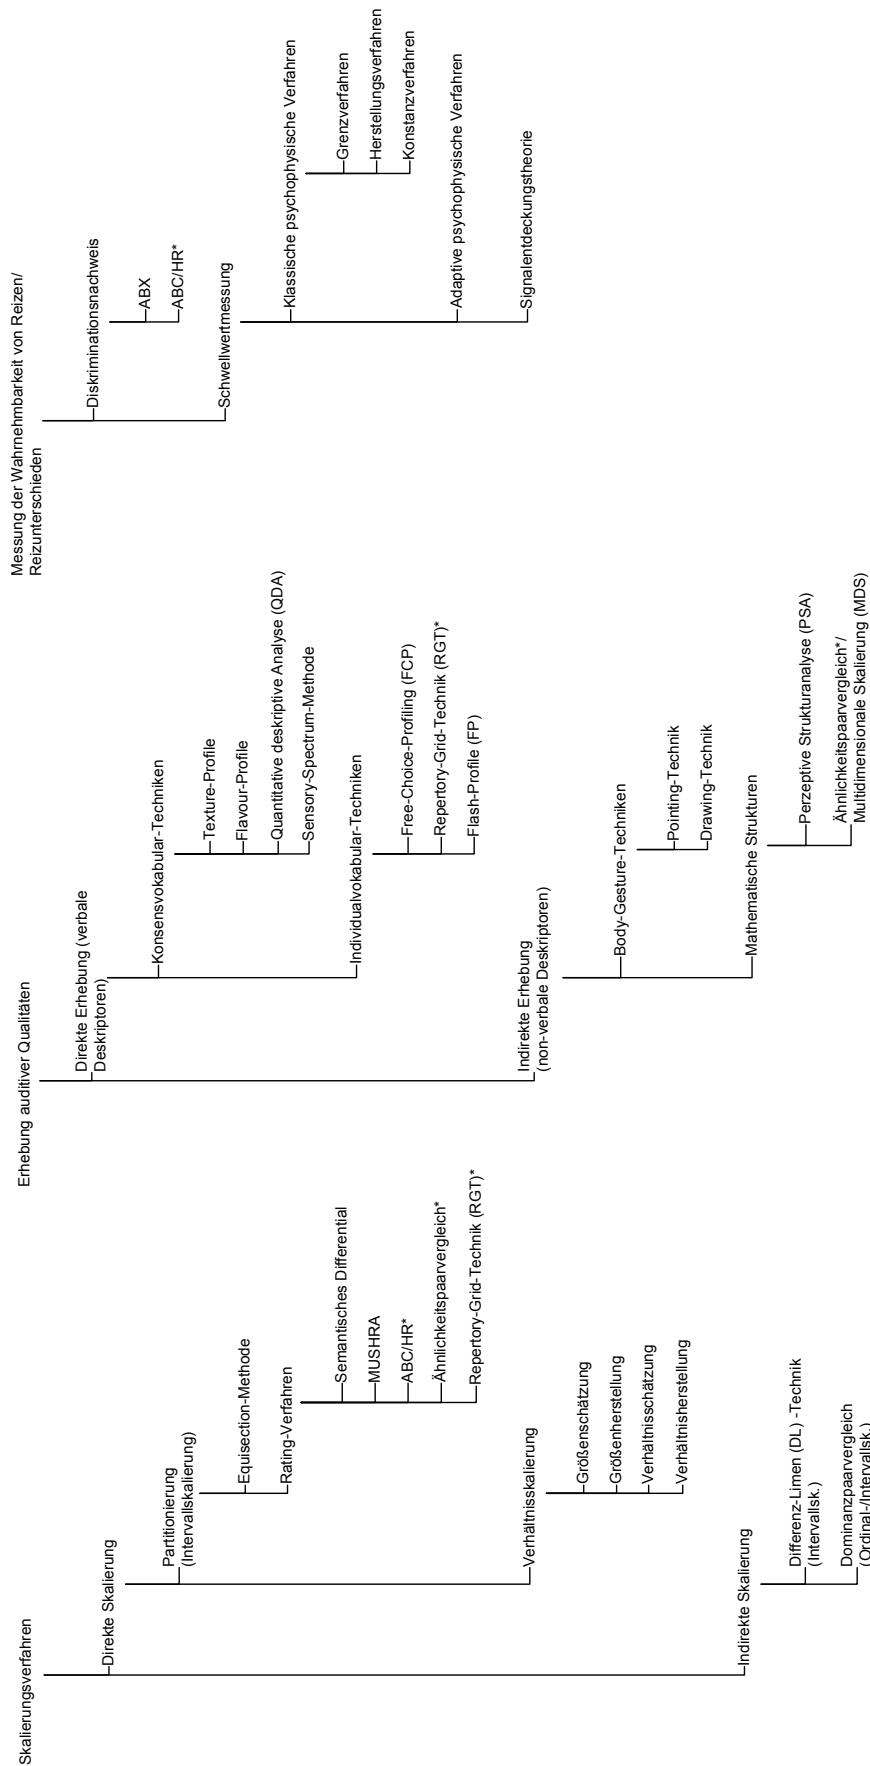 Skalierungsverfahren
Direkte Skalierung
Partitionierung
(Intervallskalierung)
Equisection-Methode
Rating-Verfahren
Semantisches Differential
MUSHRA
ABC/HR*
Ähnlichkeitspaarvergleich*
Repertory-Grid-Technik (RGT)*
Verhältnisskalierung
Größenschätzung
Größenherstellung
Verhältnisschätzung
Verhältnisherstellung
Indirekte Skalierung
Differenz-Limen (DL) -Technik
(Intervallsk.)
Dominanzpaarvergleich
(Ordinal-/Intervallsk.)
Erhebung auditiver Qualitäten
Direkte Erhebung (verbale
Deskriptoren)
Konsensvokabular-Techniken
Texture-Profile
Flavour-Profile
Quantitative deskriptive Analyse (QDA)
Sensory-Spectrum-Methode
Individualvokabular-Techniken
Free-Choice-Profiling (FCP)
Repertory-Grid-Technik (RGT)*
Flash-Profile (FP)
Indirekte Erhebung
(non-verbale Deskriptoren)
Body-Gesture-Techniken
Pointing-Technik
Drawing-Technik
Mathematische Strukturen
Perzeptive Strukturanalyse (PSA)
Ähnlichkeitspaarvergleich*/
Multidimensionale Skalierung (MDS)
Messung der Wahrnehmbarkeit von Reizen/
Reizunterschieden
Diskriminationsnachweis
ABX
ABC/HR*
Schwellwertmessung
Klassische psychophysische Verfahren
Grenzverfahren
Herstellungsverfahren
Konstanzverfahren
Adaptive psychophysische Verfahren
Signalentdeckungstheorie